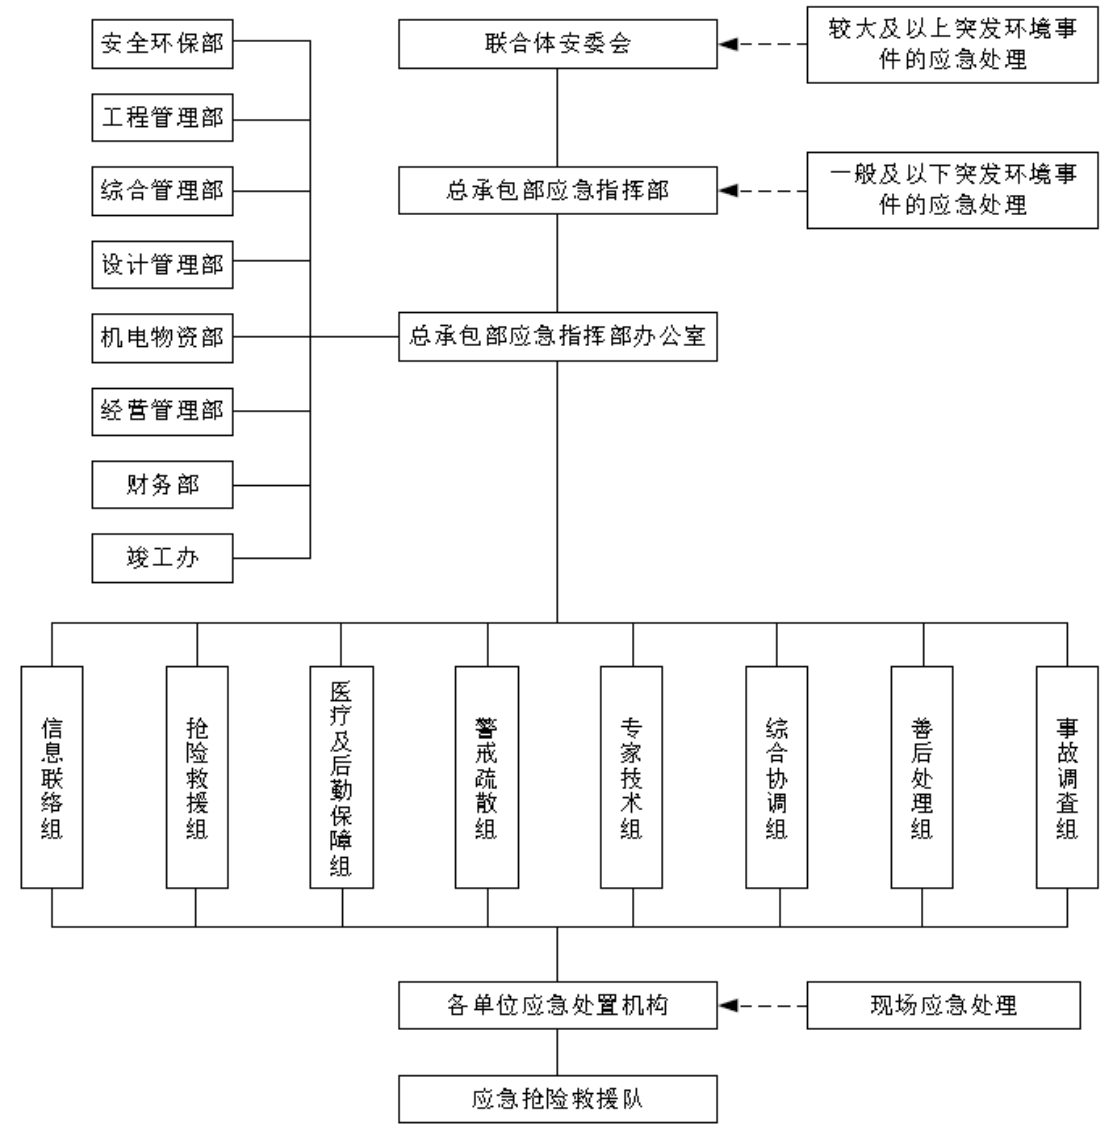 安全环保部
联合体安委会
较大及以上突发环境事
件的应急处理
工程管理部
综合管理部
总承包部应急指挥部
一般及以下突发环境事
件的应急处理
设计管理部
机电物资部
总承包部应急指挥部办公室
经营管理部
财务部
竣工办
信息联络组
抢险救援组
医疗及后勤保障组
警戒疏散组
专家技术组
综合协调组
善后处理组
事故调查组
各单位应急处置机构
现场应急处理
应急抢险救援队